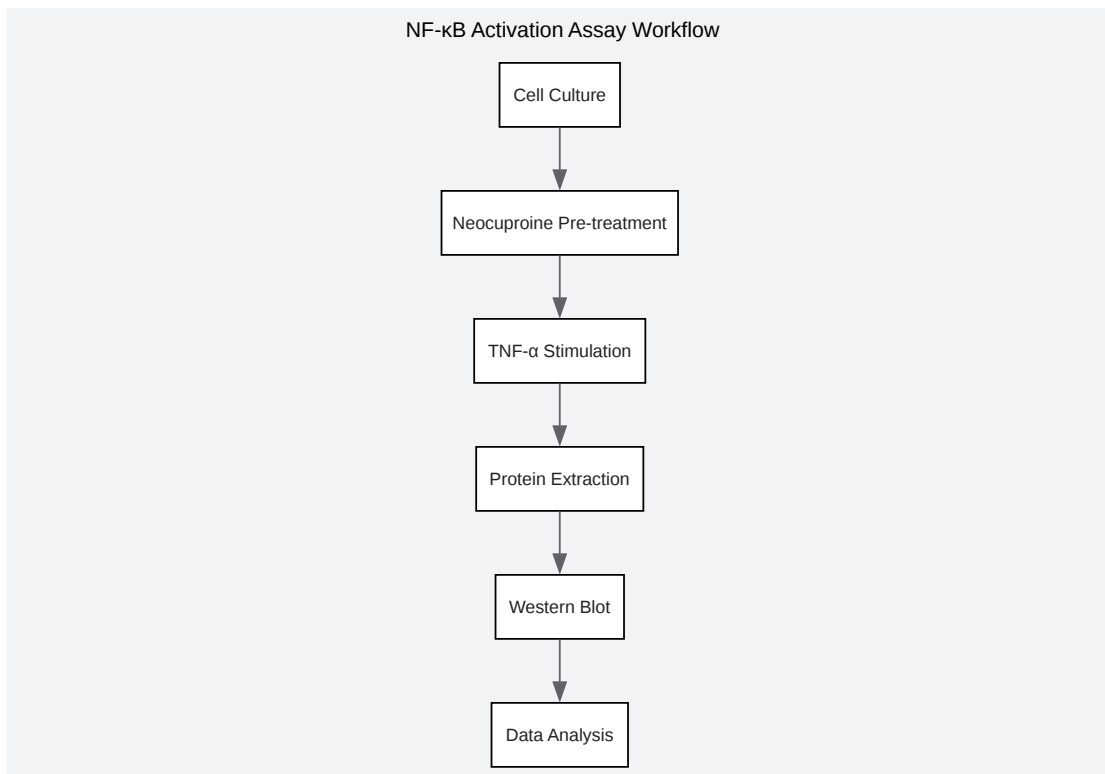 NF-κB Activation Assay Workflow
Cell Culture
Neocuproine Pre-treatment
TNF-α Stimulation
Protein Extraction
Western Blot
Data Analysis